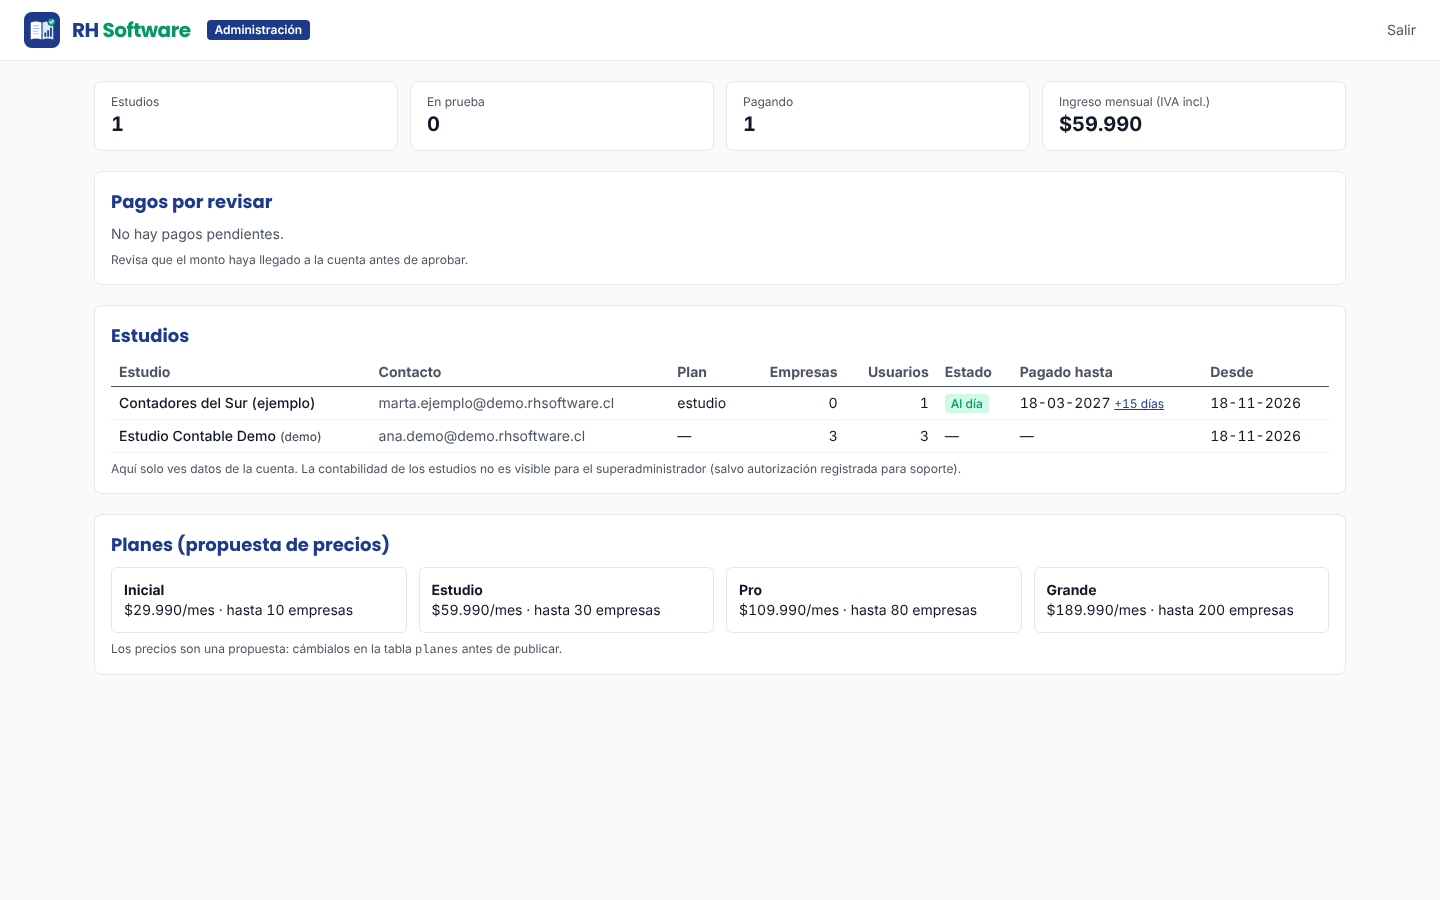 RH Software Administración Salir
Estudios En prueba Pagando Ingreso mensual (IVA incl.)
1 0 1 $59.990
Pagos por revisar
No hay pagos pendientes.
Revisa que el monto haya llegado a la cuenta antes de aprobar.
Estudios
Estudio Contacto Plan Empresas Usuarios Estado Pagado hasta Desde
Contadores del Sur (ejemplo) marta.ejemplo@demo.rhsoftware.cl estudio 0 1 Al día 18-03-2027 +15 días 18-11-2026
Estudio Contable Demo (demo) ana.demo@demo.rhsoftware.cl — 3 3 — — 18-11-2026
Aquí solo ves datos de la cuenta. La contabilidad de los estudios no es visible para el superadministrador (salvo autorización registrada para soporte).
Planes (propuesta de precios)
Inicial Estudio Pro Grande
$29.990/mes · hasta 10 empresas $59.990/mes · hasta 30 empresas $109.990/mes · hasta 80 empresas $189.990/mes · hasta 200 empresas
Los precios son una propuesta: cámbialos en la tabla planes antes de publicar.